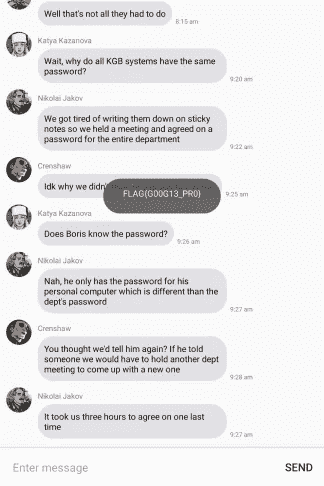 Well that's not all they had to do
8:15 am
Katya Kazanova
Wait, why do all KGB systems have the same
password?
9:20 am
Nikolai Jakov
We got tired of writing them down on sticky
notes so we held a meeting and agreed on a
password for the entire department
9:22 am
Crenshaw
Idk why we didn't
FLAG{G00G13_PR0}
9:25 am
Katya Kazanova
Does Boris know the password?
9:26 am
Nikolai Jakov
Nah, he only has the password for his
personal computer which is different than the
dept's password
9:27 am
Crenshaw
You thought we'd tell him again? If he told
someone we would have to hold another dept
meeting to come up with a new one
9:28 am
Nikolai Jakov
It took us three hours to agree on one last
time
9:27 am
Enter message
SEND